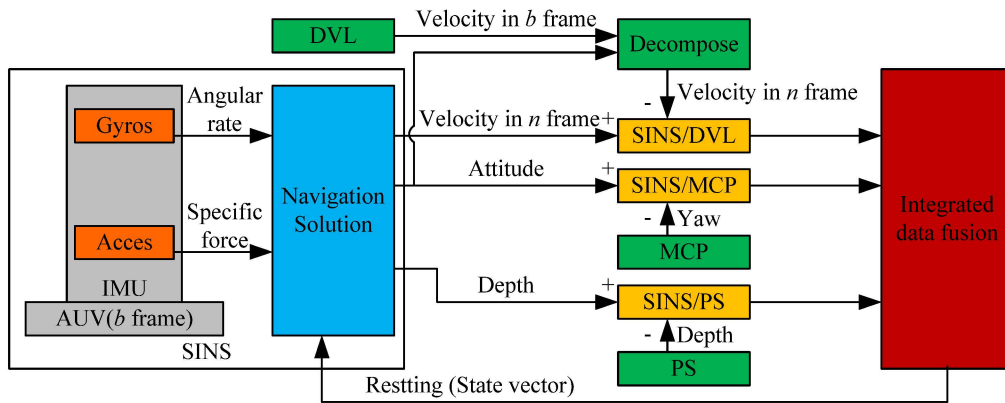 DVL
Velocity in b frame
Decompose
- Velocity in n frame
Gyros
Angular
rate
Navigation
Solution
Velocity in n frame
+
SINS/DVL
Attitude
+
SINS/MCP
- Yaw
MCP
Integrated
data fusion
Acces
Specific
force
IMU
AUV(b frame)
SINS
Depth
+
SINS/PS
- Depth
PS
Restting (State vector)